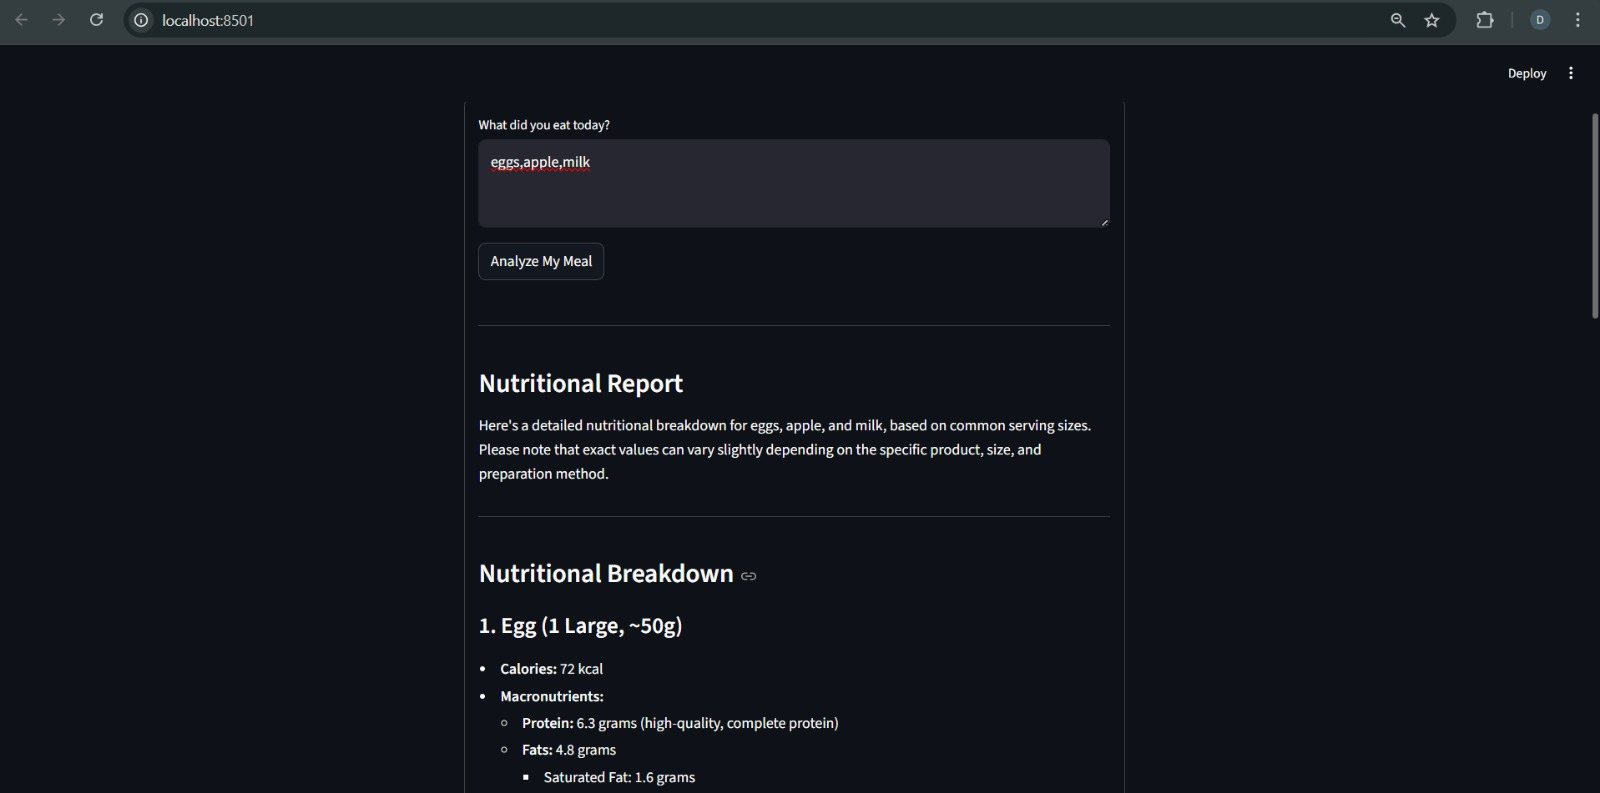 localhost:8501
D
Deploy
What did you eat today?
eggs,apple,milk
Analyze My Meal
Nutritional Report
Here's a detailed nutritional breakdown for eggs, apple, and milk, based on common serving sizes.
Please note that exact values can vary slightly depending on the specific product, size, and
preparation method.
Nutritional Breakdown
1. Egg (1 Large, ~50g)
• Calories: 72 kcal
• Macronutrients:
◦ Protein: 6.3 grams (high-quality, complete protein)
◦ Fats: 4.8 grams
▪ Saturated Fat: 1.6 grams